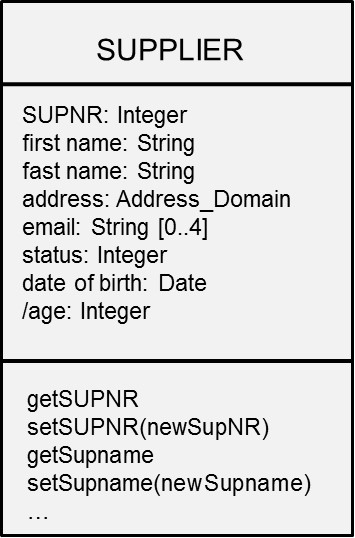 SUPPLIER
SUPNR: Integer
first name: String
fast name: String
address: Address_Domain
email: String [0..4]
status: Integer
date of birth: Date
/age: Integer
getSUPNR
setSUPNR(newSupNR)
getSupname
setSupname(newSupname)
…